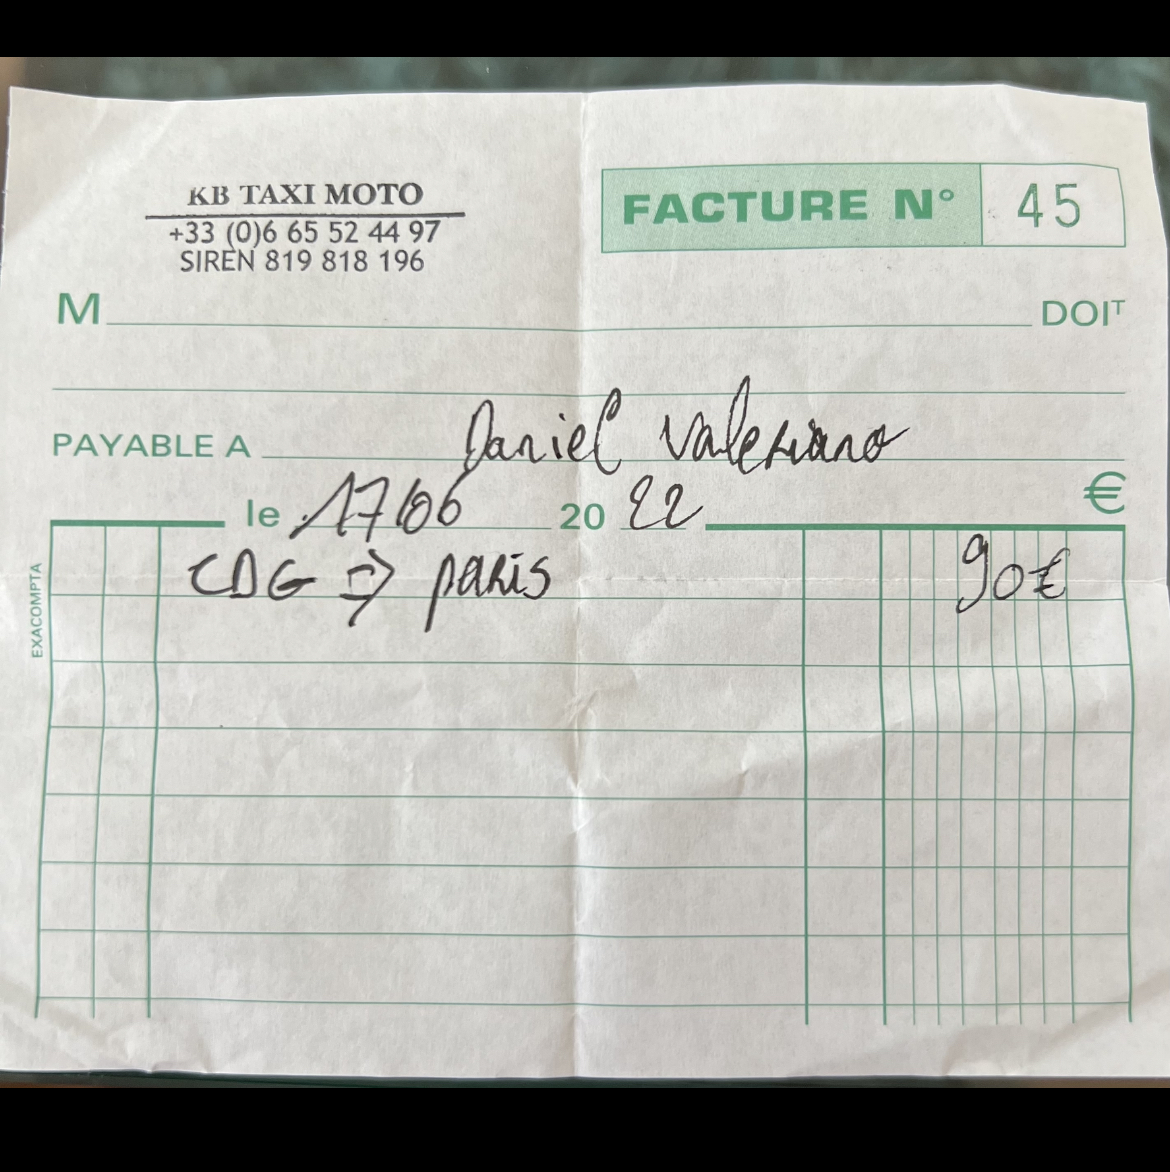 KB TAXI MOTO
+33 (0)6 65 52 44 97
SIREN 819 818 196
FACTURE N° 45
M DOIT
PAYABLE A Daniel Valeriano
le 17/06 20 22 €
CDG => paris 90€
EXACOMPTA